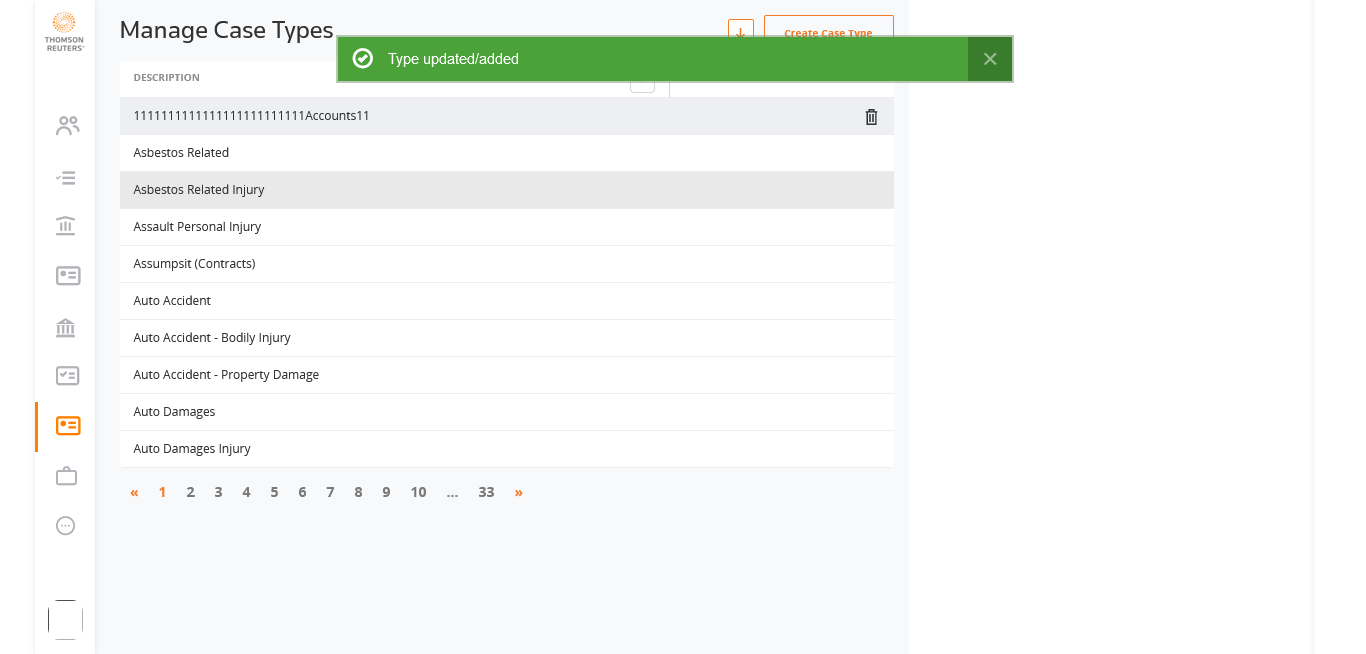 THOMSON
REUTERS
Manage Case Types
Create Case Type
Type updated/added
DESCRIPTION
Asbestos Related
Asbestos Related Injury
Assault Personal Injury
Assumpsit (Contracts)
Auto Accident
Auto Accident - Bodily Injury
Auto Accident - Property Damage
Auto Damages
Auto Damages Injury
« 1 2 3 4 5 6 7 8 9 10 ... 33 »